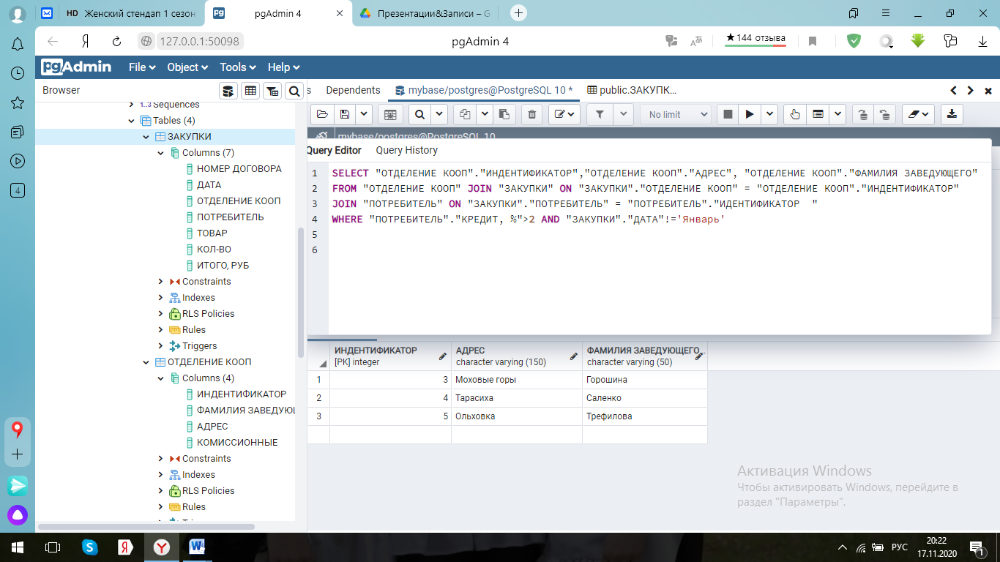 HD Женский стендап 1 сезон
pgAdmin 4
Презентации&Записи – G
127.0.0.1:50098
pgAdmin 4
★144 отзыва
pgAdmin
File
Object
Tools
Help
Browser
s
Dependents
mybase/postgres@PostgreSQL 10 *
public.ЗАКУПК...
No limit
mybase/postgres@PostgreSQL 10
1..3 Sequences
Tables (4)
ЗАКУПКИ
Columns (7)
НОМЕР ДОГОВОРА
ДАТА
ОТДЕЛЕНИЕ КООП
ПОТРЕБИТЕЛЬ
ТОВАР
КОЛ-ВО
ИТОГО, РУБ
Constraints
Indexes
RLS Policies
Rules
Triggers
ОТДЕЛЕНИЕ КООП
Columns (4)
ИНДЕНТИФИКАТОР
ФАМИЛИЯ ЗАВЕДУЮЩ
АДРЕС
КОМИССИОННЫЕ
Constraints
Indexes
RLS Policies
Rules
Query Editor
Query History
1 SELECT "ОТДЕЛЕНИЕ КООП"."ИНДЕНТИФИКАТОР","ОТДЕЛЕНИЕ КООП"."АДРЕС", "ОТДЕЛЕНИЕ КООП"."ФАМИЛИЯ ЗАВЕДУЮЩЕГО"
2 FROM "ОТДЕЛЕНИЕ КООП" JOIN "ЗАКУПКИ" ON "ЗАКУПКИ"."ОТДЕЛЕНИЕ КООП" = "ОТДЕЛЕНИЕ КООП"."ИНДЕНТИФИКАТОР"
3 JOIN "ПОТРЕБИТЕЛЬ" ON "ЗАКУПКИ"."ПОТРЕБИТЕЛЬ" = "ПОТРЕБИТЕЛЬ"."ИДЕНТИФИКАТОР  "
4 WHERE "ПОТРЕБИТЕЛЬ"."КРЕДИТ, %">2 AND "ЗАКУПКИ"."ДАТА"!='Январь'
5
6
ИНДЕНТИФИКАТОР АДРЕС ФАМИЛИЯ ЗАВЕДУЮЩЕГО
[PK] integer character varying (150) character varying (50)
1 3 Моховые горы Горошина
2 4 Тарасиха Саленко
3 5 Ольховка Трефилова
Активация Windows
Чтобы активировать Windows, перейдите в
раздел "Параметры".
4
РУС
20:22
17.11.2020
1